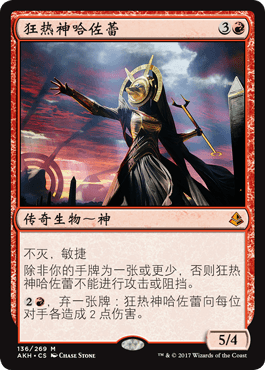 狂热神哈佐蕾 3
传奇生物～神
不灭，敏捷
除非你的手牌为一张或更少，否则狂热
神哈佐蕾不能进行攻击或阻挡。
2，弃一张牌：狂热神哈佐蕾向每位
对手各造成2点伤害。
5/4
136/269 M
AKH • CS CHASE STONE
™ & © 2017 Wizards of the Coast